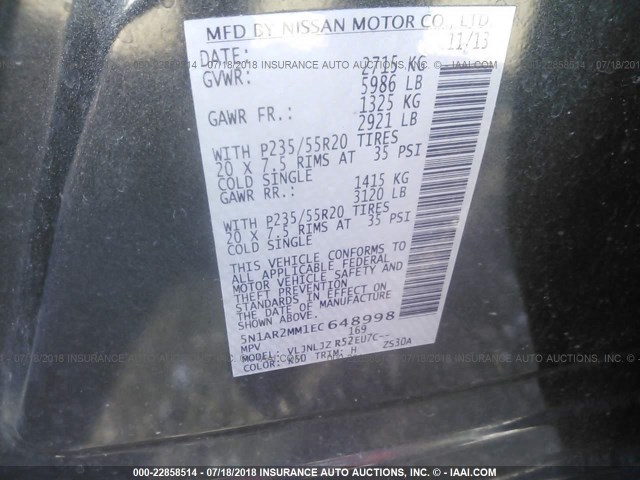 MFD BY NISSAN MOTOR CO., LTD.
DATE: 11/13
GVWR: 2715 KG
5986 LB
GAWR FR.: 1325 KG
2921 LB
WITH P235/55R20 TIRES
20 X 7.5 RIMS AT 35 PSI
COLD SINGLE
GAWR RR.: 1415 KG
3120 LB
WITH P235/55R20 TIRES
20 X 7.5 RIMS AT 35 PSI
COLD SINGLE
THIS VEHICLE CONFORMS TO
ALL APPLICABLE FEDERAL
MOTOR VEHICLE SAFETY AND
THEFT PREVENTION
STANDARDS IN EFFECT ON
THE DATE OF MANUFACTURE
SHOWN ABOVE.
5N1AR2MM1EC648998
MPV 169
MODEL: VLJNLJZ R52EU7C--
COLOR: K50 TRIM: H 2S30A
000-22858514 - 07/18/2018 - INSURANCE AUTO AUCTIONS - © - IAAI.COM